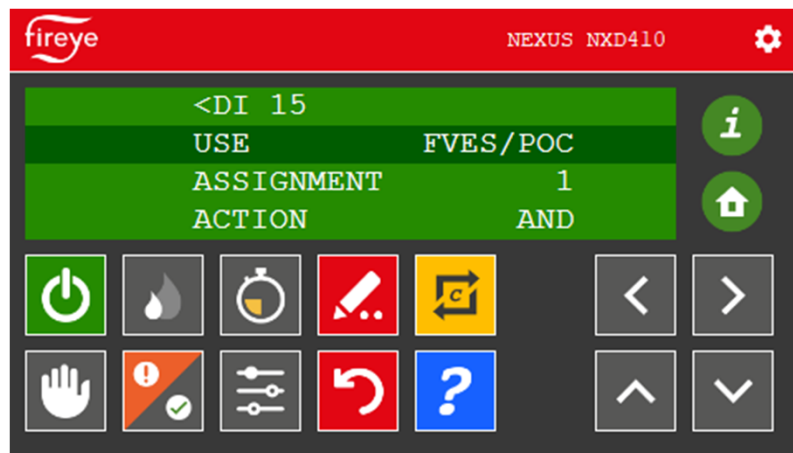 fireye
NEXUS NXD410
i
<DI 15
USE FVES/POC
ASSIGNMENT 1
ACTION AND
C
?